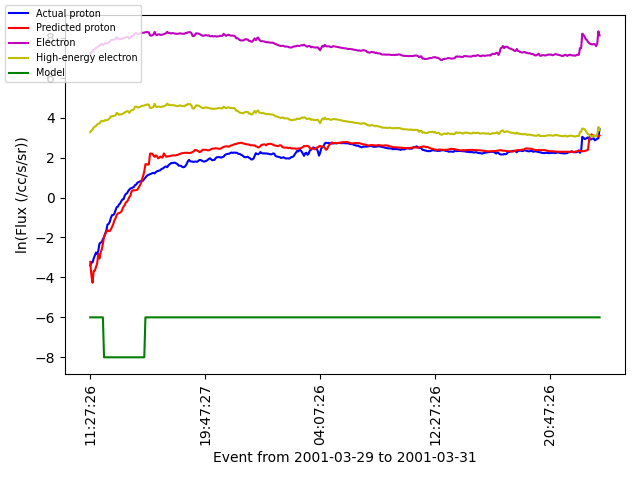 Actual proton
Predicted proton
Electron
High-energy electron
Model
8
6
4
2
0
−2
−4
−6
−8
ln(Flux (/cc/s/sr))
11:27:26
19:47:27
04:07:26
12:27:26
20:47:26
Event from 2001-03-29 to 2001-03-31